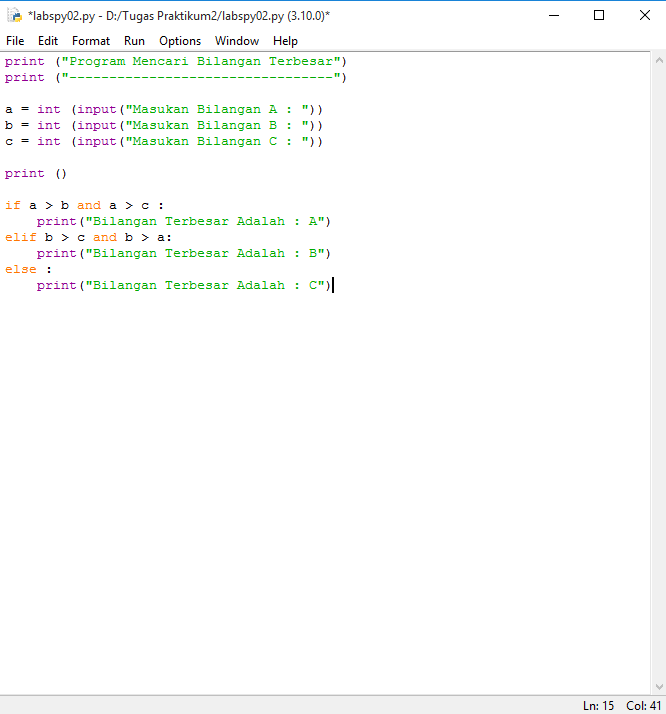 *labspy02.py - D:/Tugas Praktikum2/labspy02.py (3.10.0)*
File Edit Format Run Options Window Help
print ("Program Mencari Bilangan Terbesar")
print ("---------------------------------")
a = int (input("Masukan Bilangan A : "))
b = int (input("Masukan Bilangan B : "))
c = int (input("Masukan Bilangan C : "))
print ()
if a > b and a > c :
    print("Bilangan Terbesar Adalah : A")
elif b > c and b > a:
    print("Bilangan Terbesar Adalah : B")
else :
    print("Bilangan Terbesar Adalah : C")
Ln: 15 Col: 41